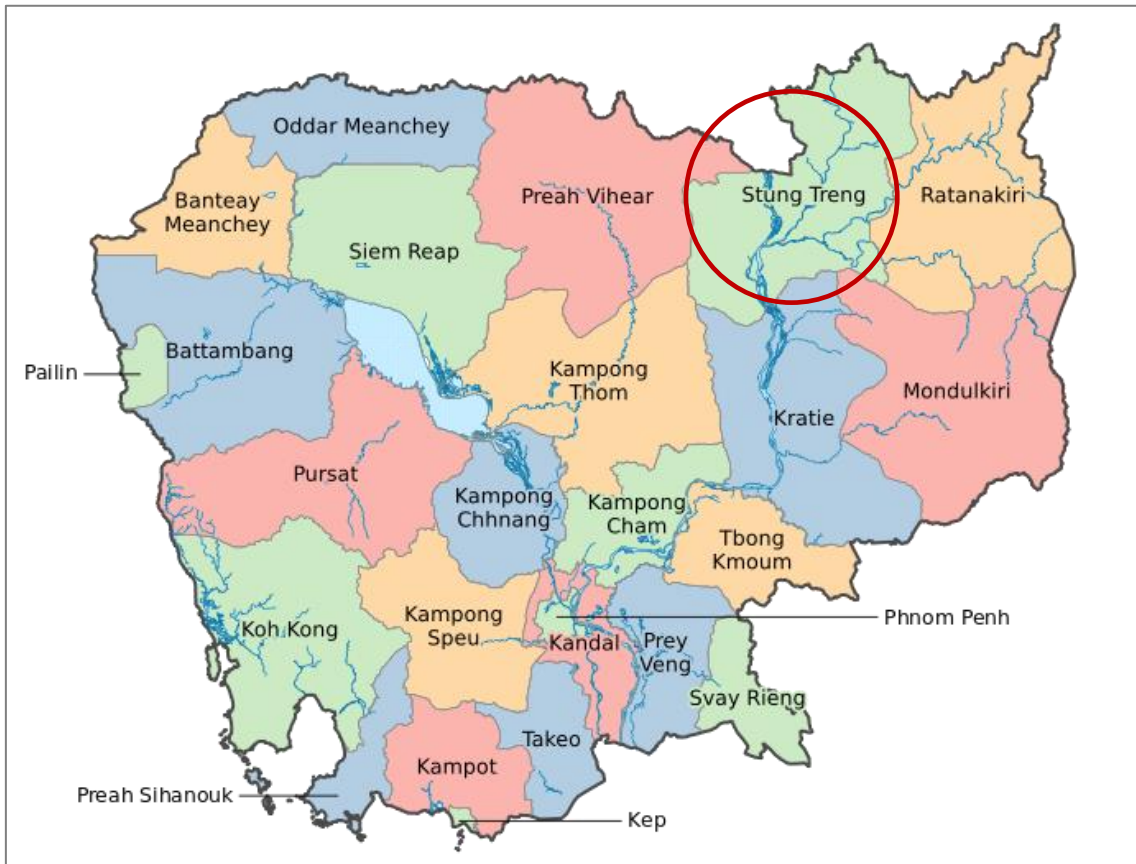 Oddar Meanchey
Preah Vihear
Stung Treng
Ratanakiri
Banteay
Meanchey
Siem Reap
Battambang
Pailin
Kampong
Thom
Mondulkiri
Kratie
Pursat
Kampong
Chhnang
Kampong
Cham
Tbong
Kmoum
Koh Kong
Kampong
Speu
Phnom Penh
Kandal
Prey
Veng
Svay Rieng
Takeo
Kampot
Preah Sihanouk
Kep